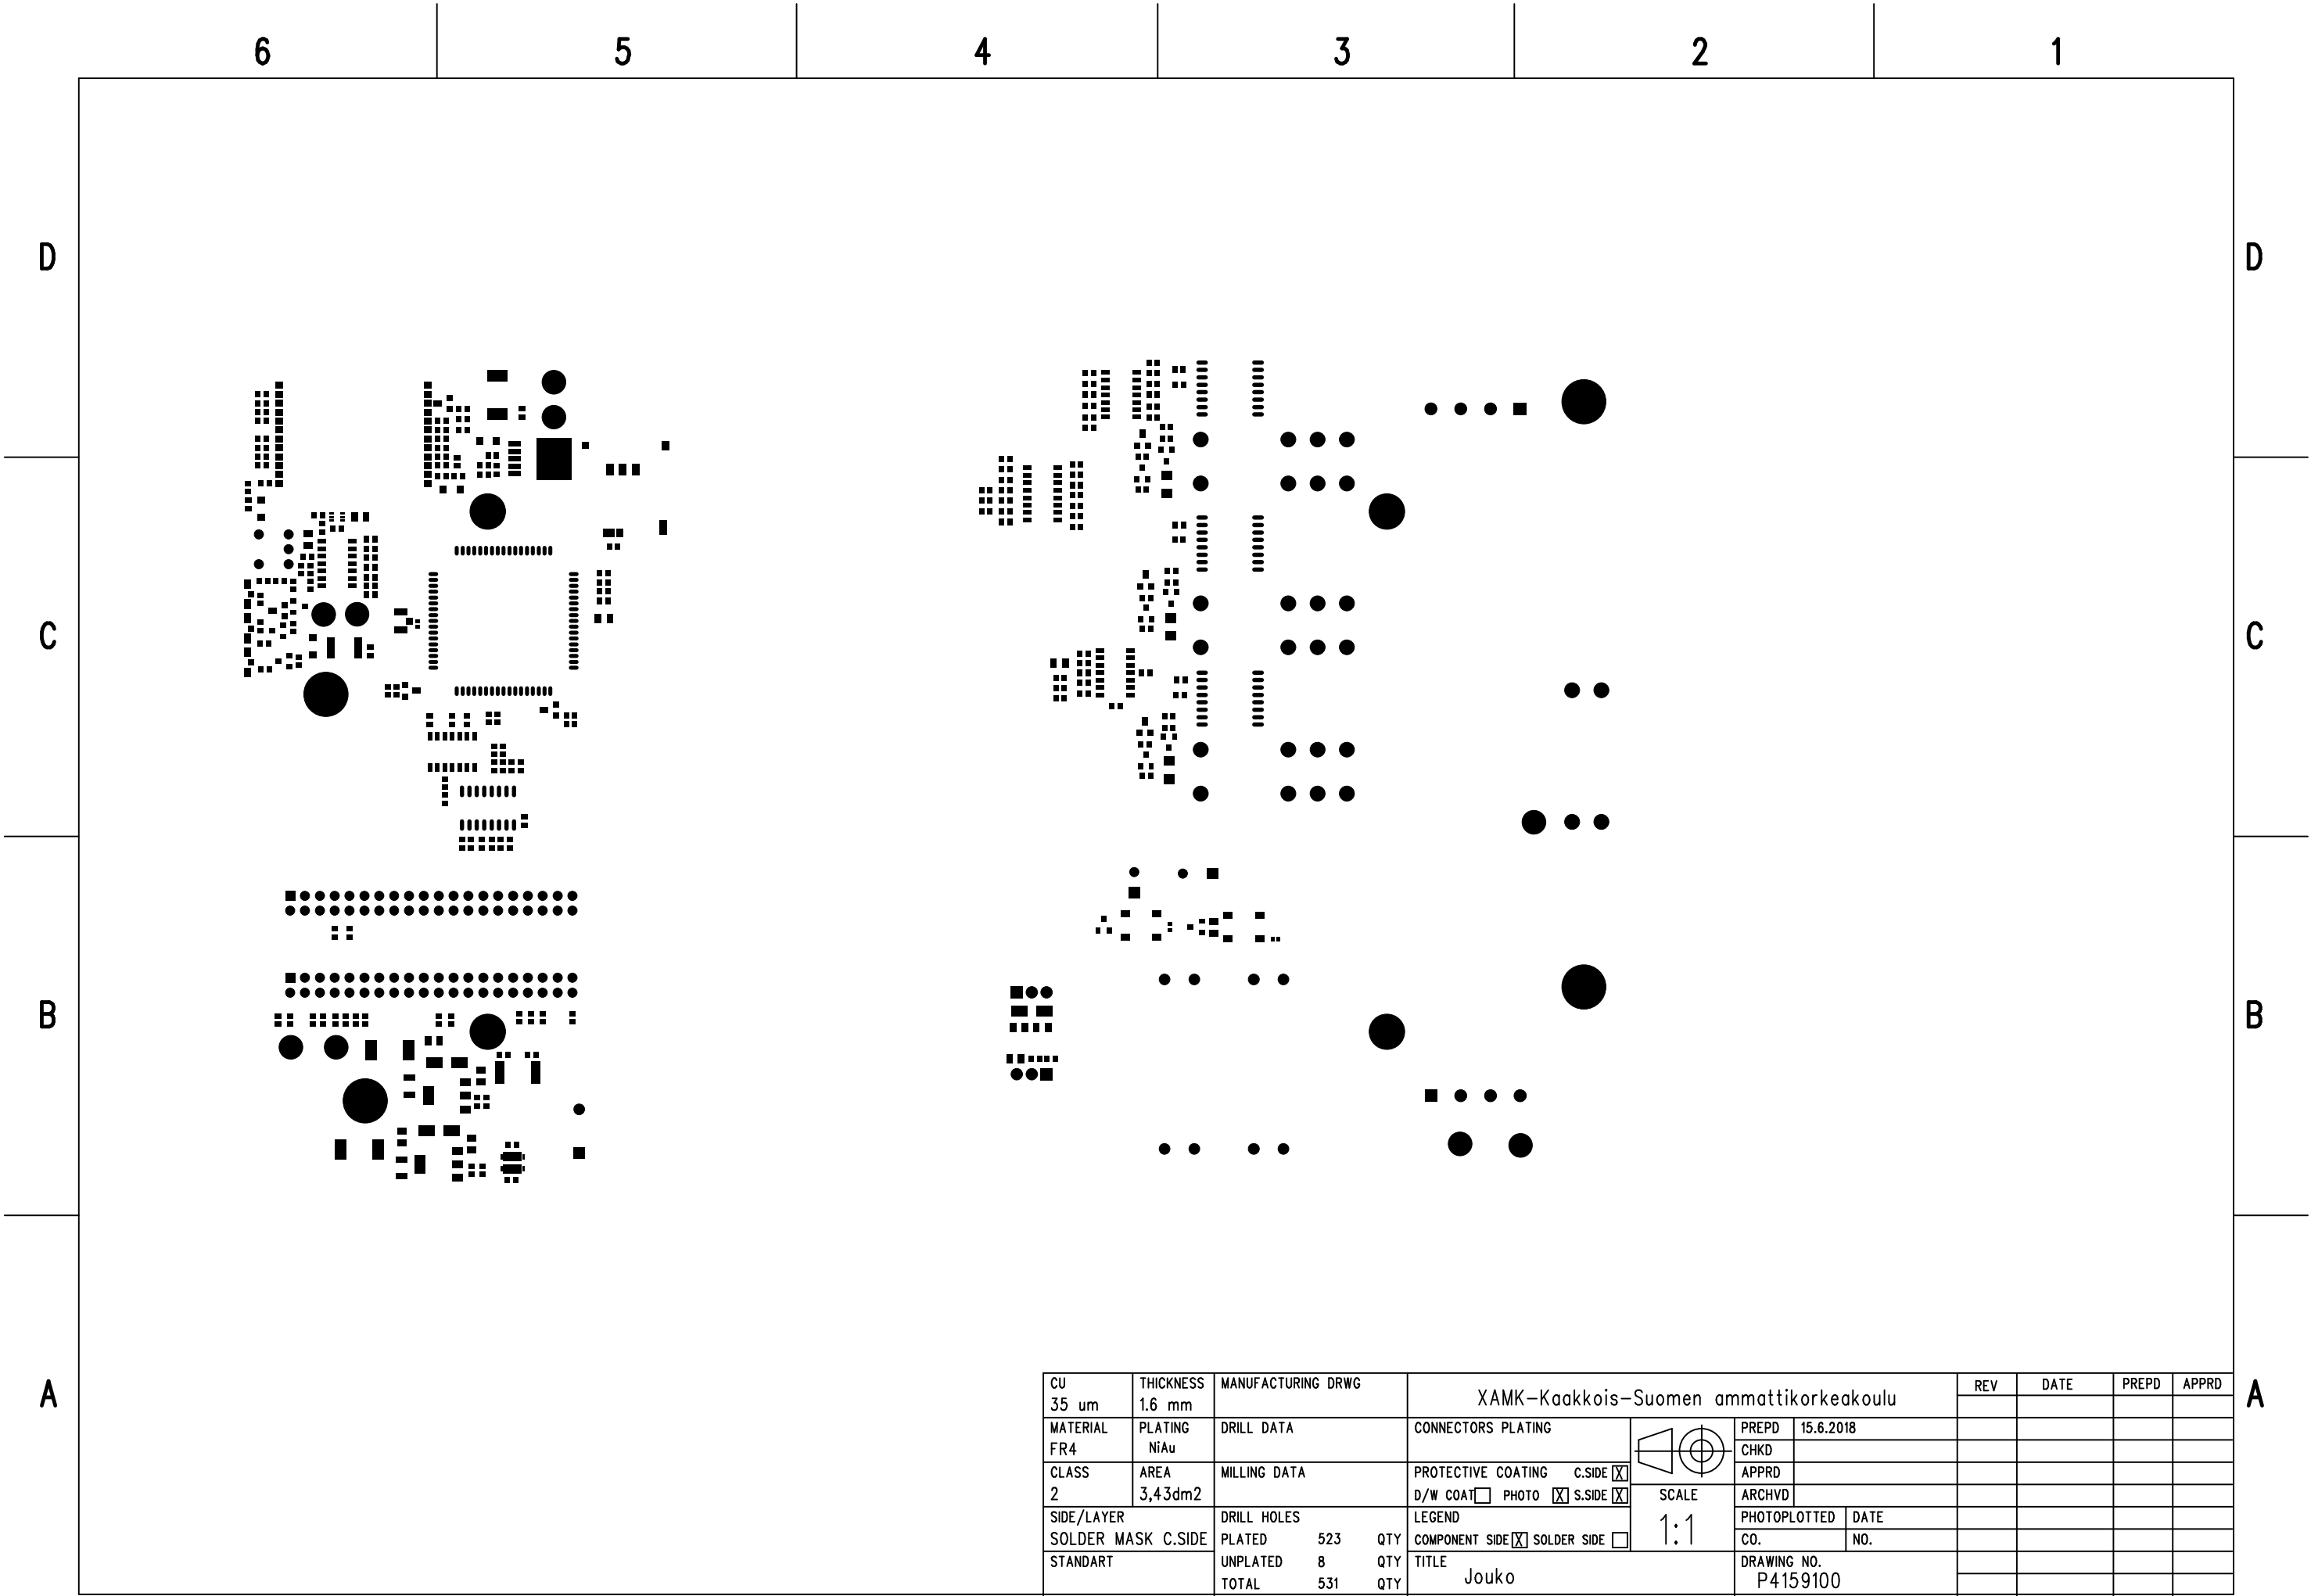 6 5 4 3 2 1
D D
C C
B B
A A
CU THICKNESS MANUFACTURING DRWG
35 um 1.6 mm
XAMK-Kaakkois-Suomen ammattikorkeakoulu
REV DATE PREPD APPRD
MATERIAL PLATING DRILL DATA CONNECTORS PLATING
FR4 NiAu
PREPD 15.6.2018
CHKD
CLASS AREA MILLING DATA
2 3,43dm2
PROTECTIVE COATING C.SIDE X
D/W COAT PHOTO X S.SIDE X
APPRD
SCALE ARCHVD
1:1
SIDE/LAYER DRILL HOLES LEGEND
SOLDER MASK C.SIDE PLATED 523 QTY COMPONENT SIDE X SOLDER SIDE
PHOTOPLOTTED DATE
CO. NO.
STANDART UNPLATED 8 QTY TITLE
TOTAL 531 QTY Jouko
DRAWING NO.
P4159100